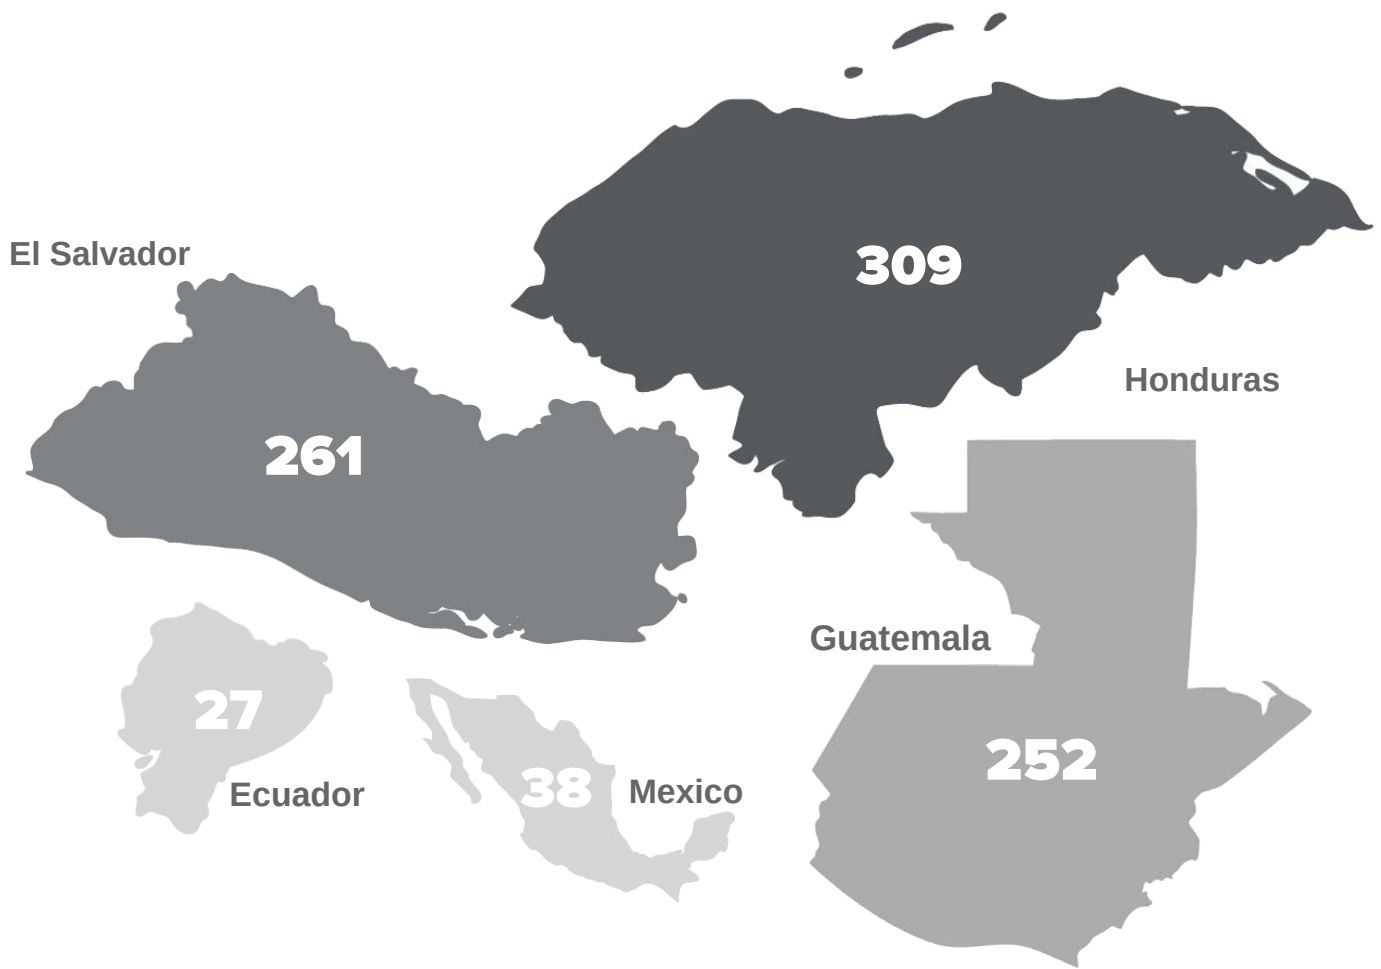 El Salvador
309
Honduras
261
Guatemala
27
Ecuador
38
Mexico
252